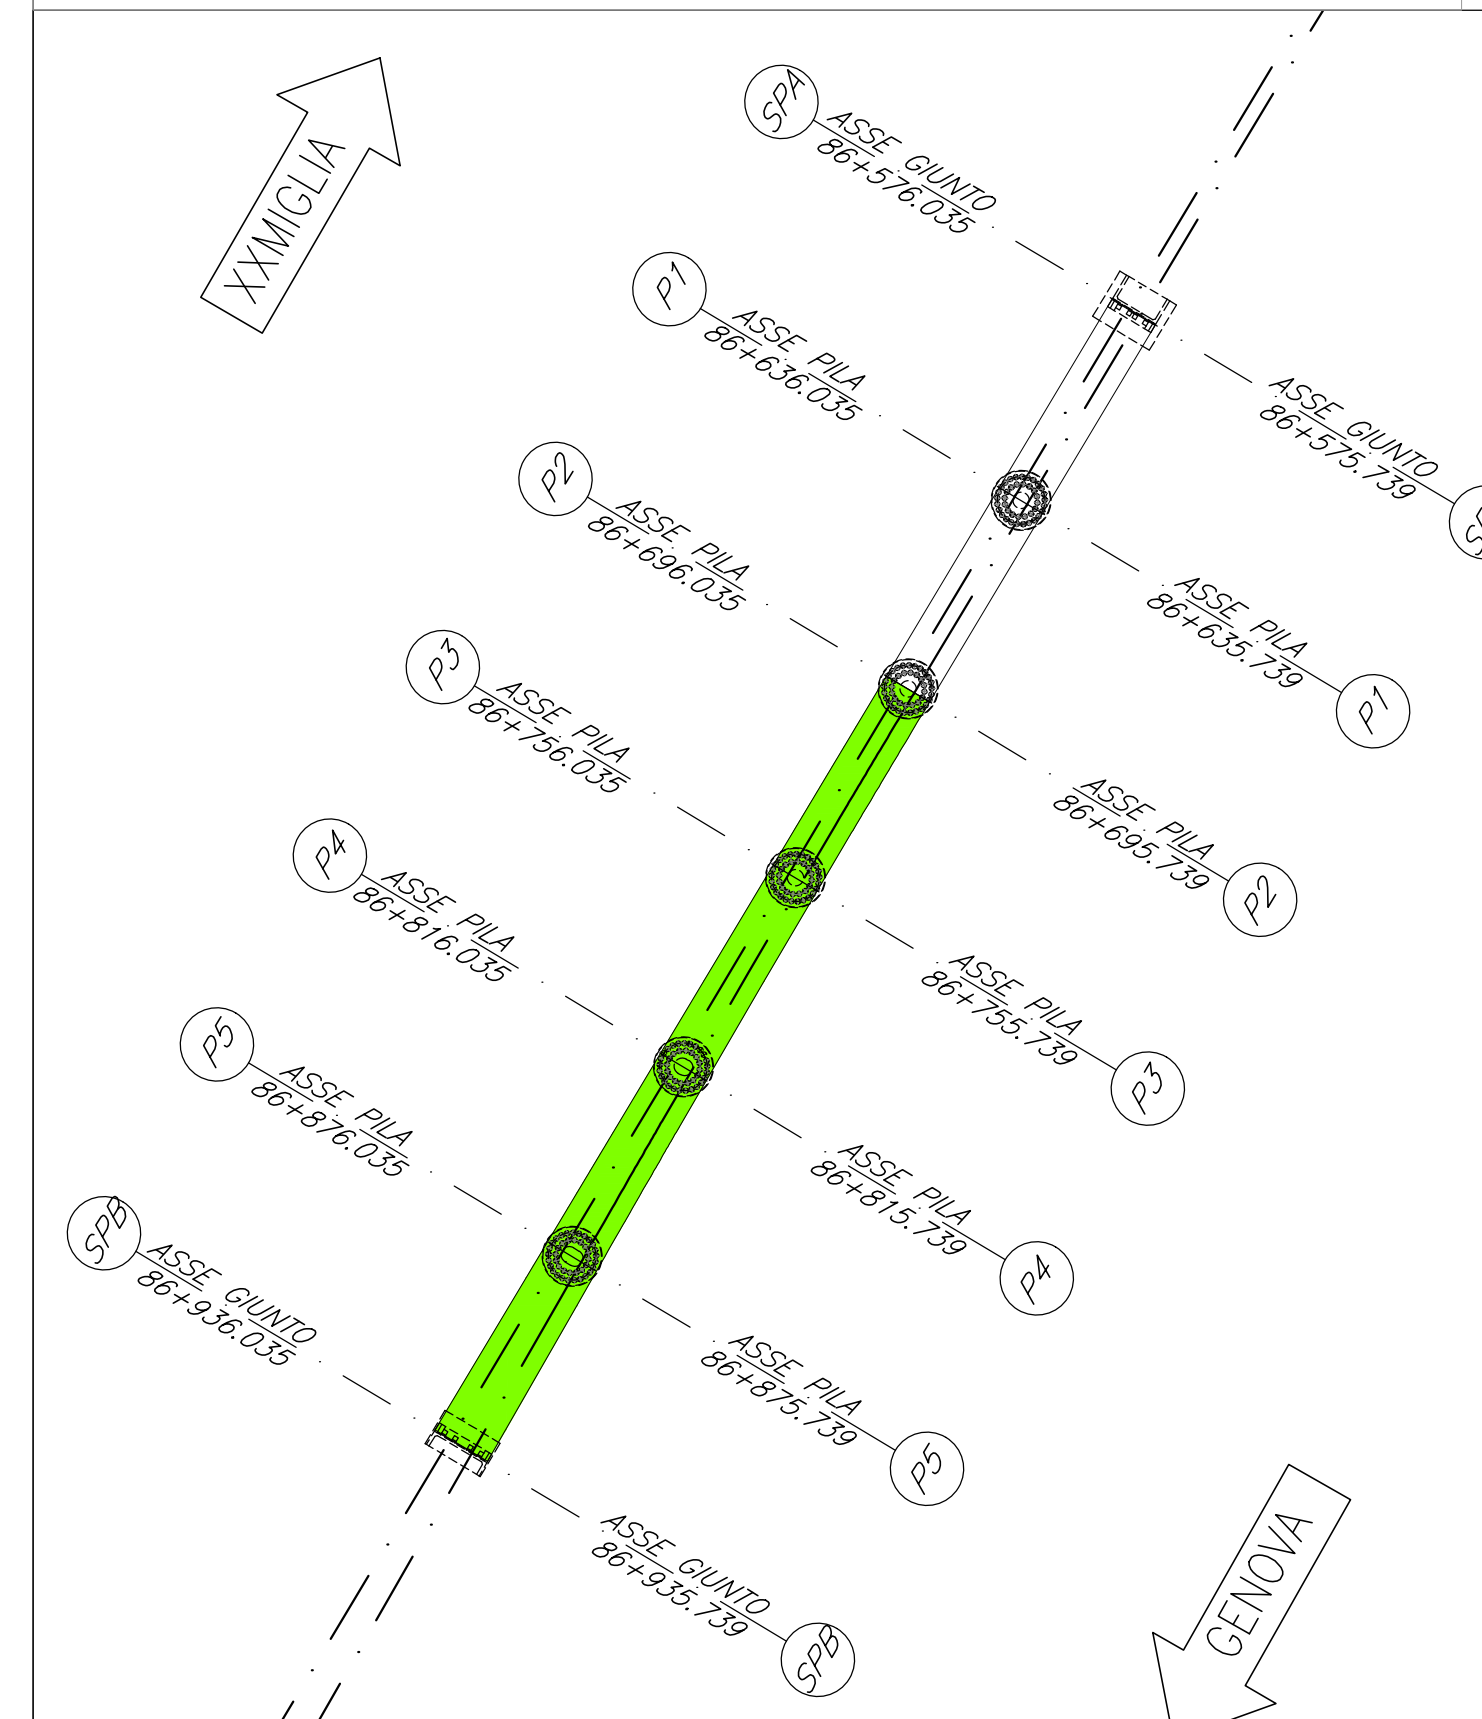 XXMIGLIA
SPA
ASSE GIUNTO
86+576.035
P1
ASSE PILA
86+636.035
P2
ASSE PILA
86+696.035
P3
ASSE PILA
86+756.035
P4
ASSE PILA
86+816.035
P5
ASSE PILA
86+876.035
SPB
ASSE GIUNTO
86+936.035
ASSE GIUNTO
86+575.739
ASSE PILA
86+635.739
P1
ASSE PILA
86+695.739
P2
ASSE PILA
86+755.739
P3
ASSE PILA
86+815.739
P4
ASSE PILA
86+875.739
P5
ASSE GIUNTO
86+935.739
SPB
GENOVA